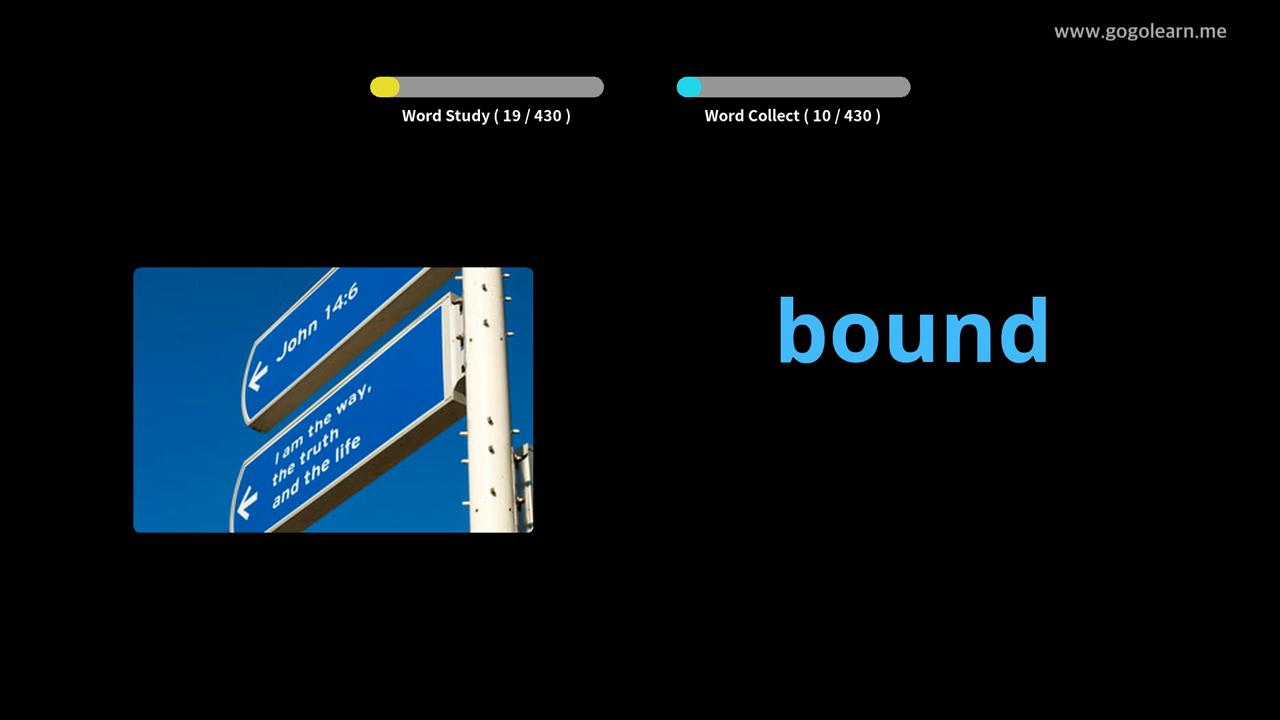 www.gogolearn.me
Word Study ( 19 / 430 )
Word Collect ( 10 / 430 )
John 14:6
I am the way,
the truth
and the life
bound